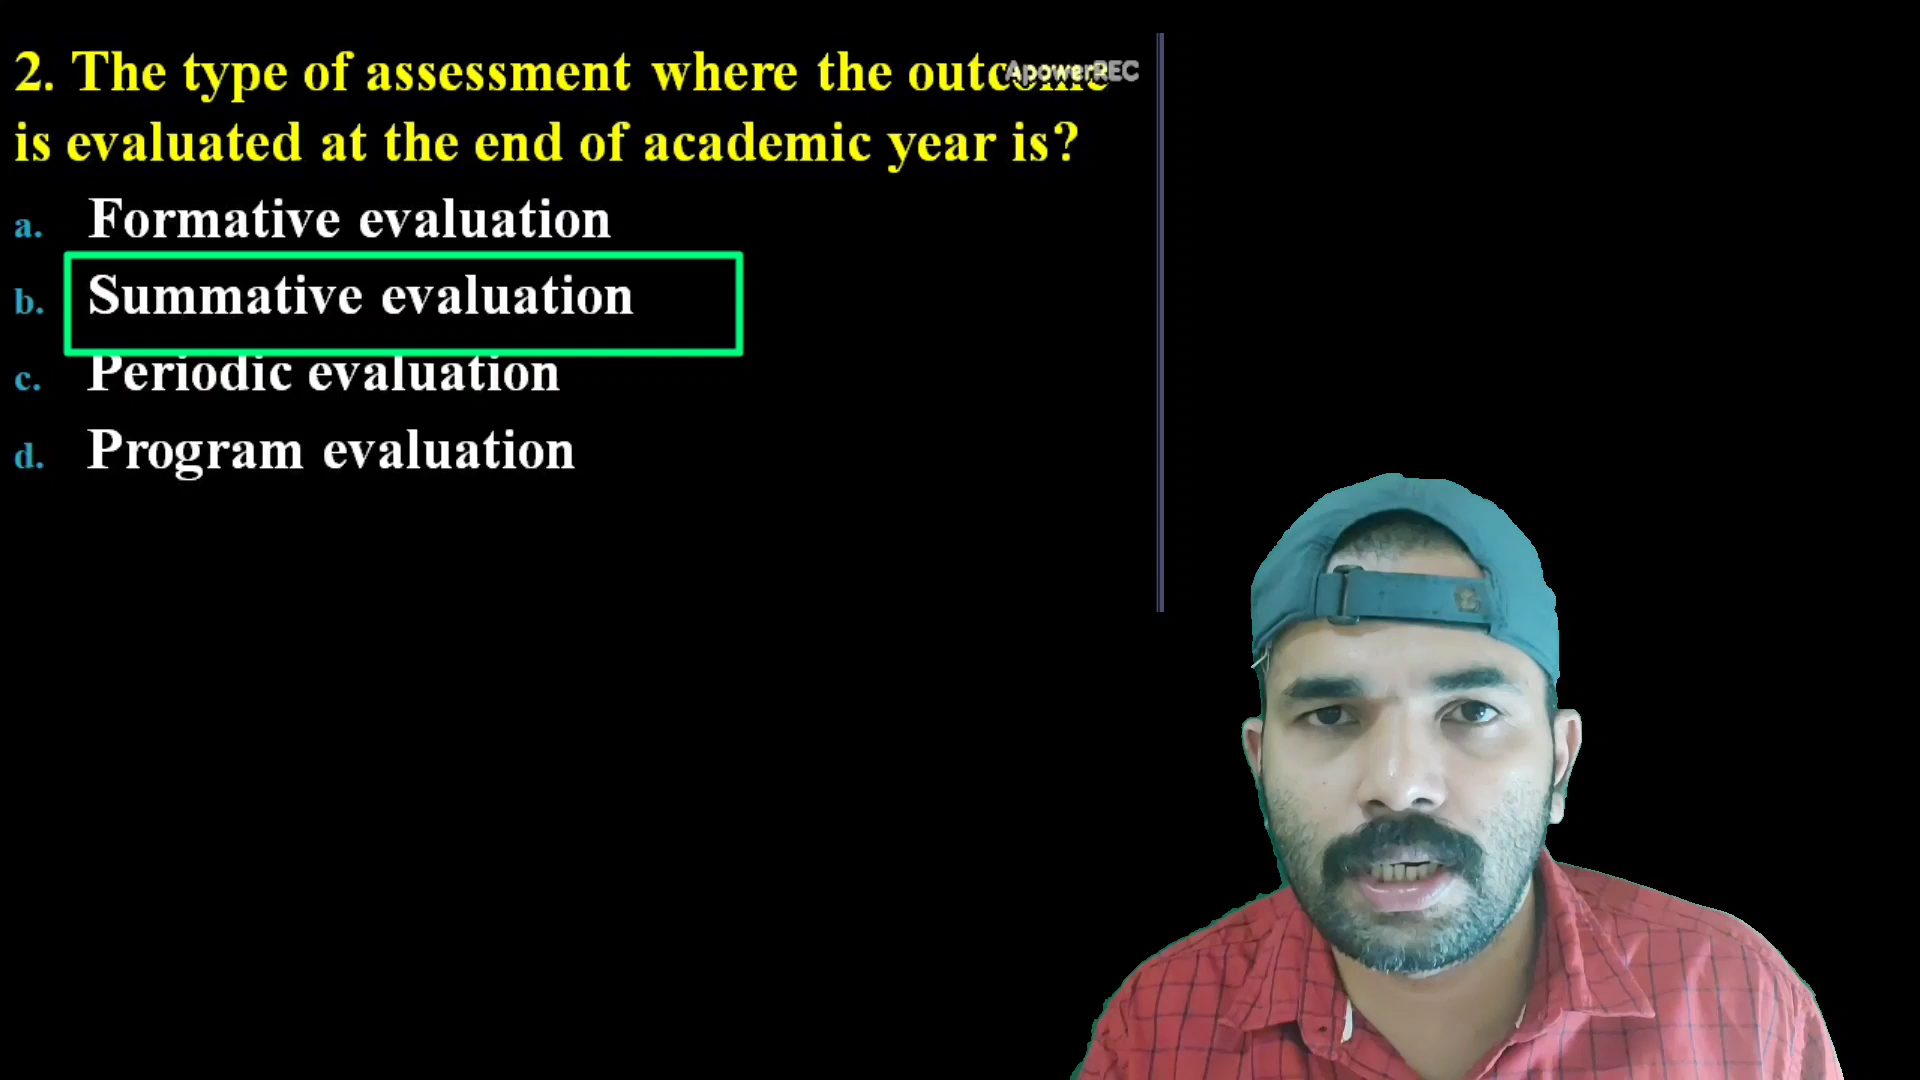 2. The type of assessment where the outcome
ApowerREC
is evaluated at the end of academic year is?
a. Formative evaluation
b. Summative evaluation
c. Periodic evaluation
d. Program evaluation